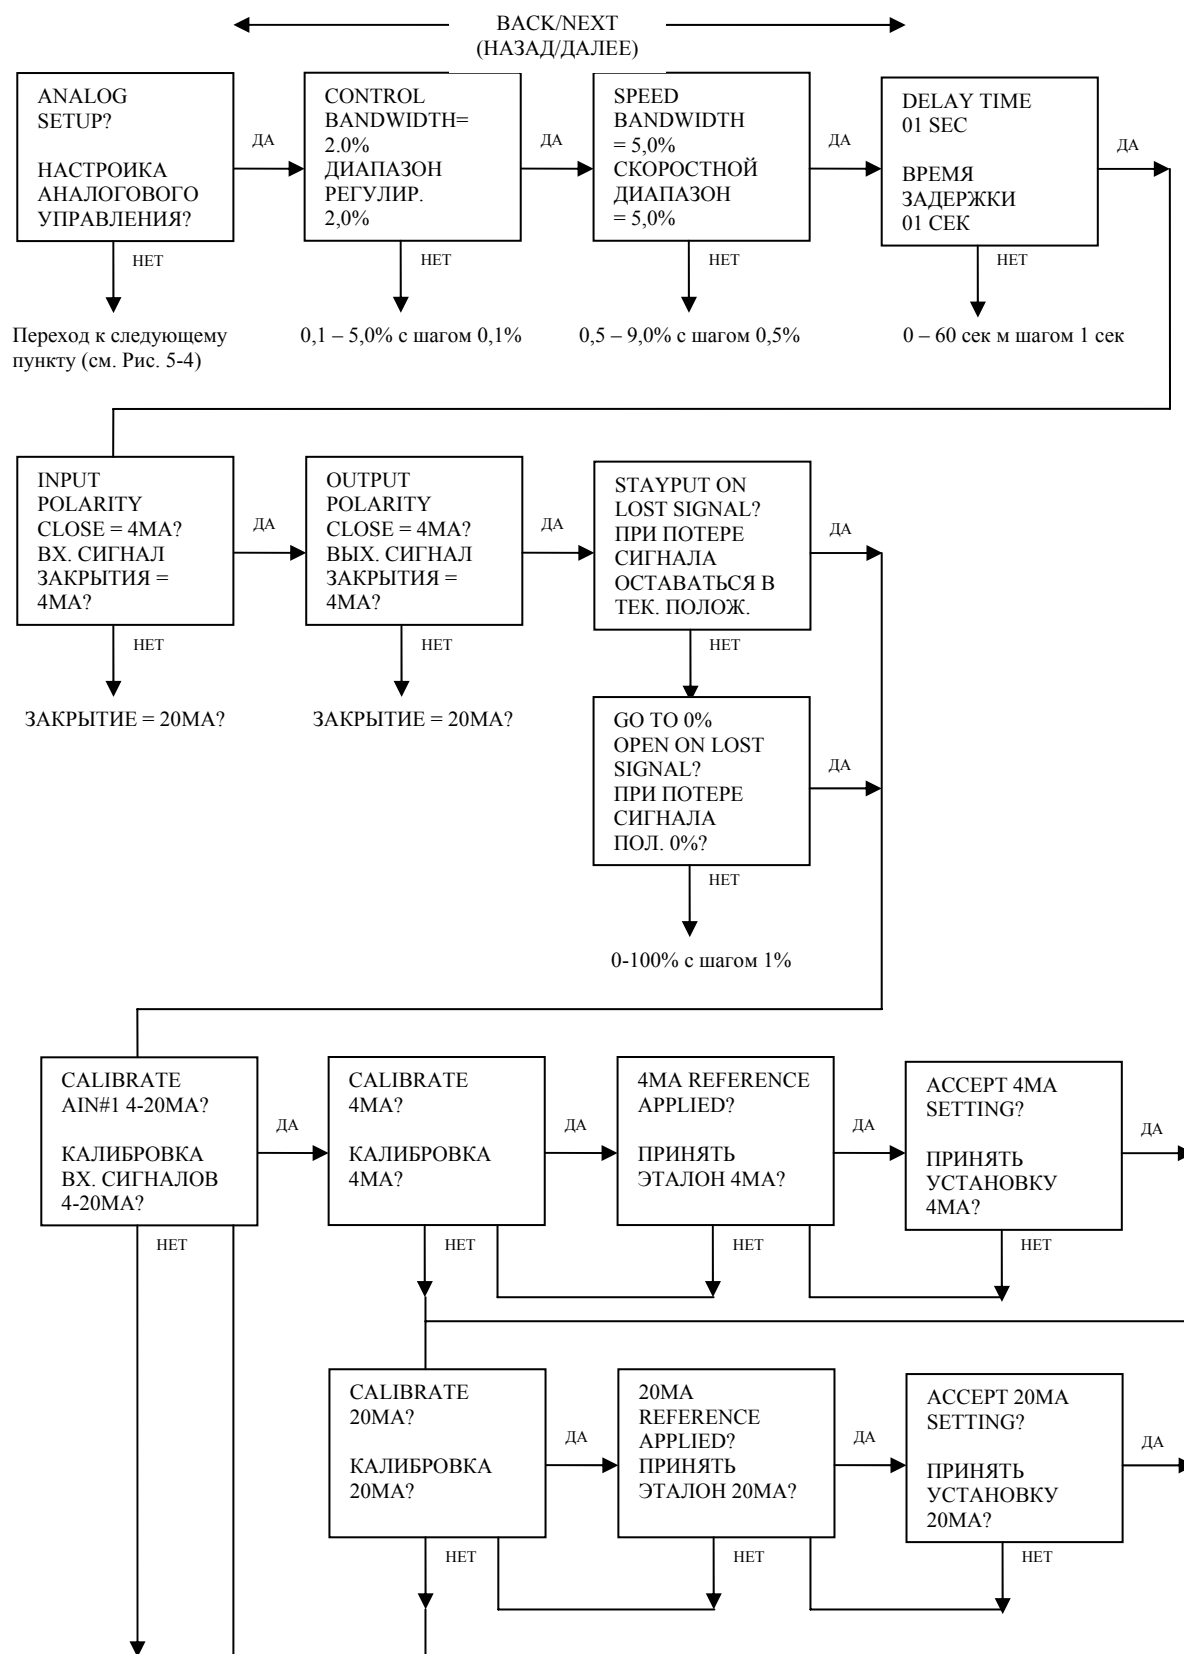 BACK/NEXT
(НАЗАД/ДАЛЕЕ)
ANALOG
SETUP?
НАСТРОИКА
АНАЛОГОВОГО
УПРАВЛЕНИЯ?
ДА
НЕТ
Переход к следующему
пункту (см. Рис. 5-4)
CONTROL
BANDWIDTH=
2.0%
ДИАПАЗОН
РЕГУЛИР.
2,0%
ДА
НЕТ
0,1 – 5,0% с шагом 0,1%
SPEED
BANDWIDTH
= 5,0%
СКОРОСТНОЙ
ДИАПАЗОН
= 5,0%
ДА
НЕТ
0,5 – 9,0% с шагом 0,5%
DELAY TIME
01 SEC
ВРЕМЯ
ЗАДЕРЖКИ
01 СЕК
ДА
НЕТ
0 – 60 сек м шагом 1 сек
INPUT
POLARITY
CLOSE = 4MA?
ВХ. СИГНАЛ
ЗАКРЫТИЯ =
4МА?
ДА
НЕТ
ЗАКРЫТИЕ = 20МА?
OUTPUT
POLARITY
CLOSE = 4MA?
ВЫХ. СИГНАЛ
ЗАКРЫТИЯ =
4МА?
ДА
НЕТ
ЗАКРЫТИЕ = 20МА?
STAYPUT ON
LOST SIGNAL?
ПРИ ПОТЕРЕ
СИГНАЛА
ОСТАВАТЬСЯ В
ТЕК. ПОЛОЖ.
ДА
НЕТ
GO TO 0%
OPEN ON LOST
SIGNAL?
ПРИ ПОТЕРЕ
СИГНАЛА
ПОЛ. 0%?
ДА
НЕТ
0-100% с шагом 1%
CALIBRATE
AIN#1 4-20MA?
КАЛИБРОВКА
ВХ. СИГНАЛОВ
4-20МА?
ДА
НЕТ
CALIBRATE
4MA?
КАЛИБРОВКА
4МА?
ДА
НЕТ
4MA REFERENCE
APPLIED?
ПРИНЯТЬ
ЭТАЛОН 4МА?
ДА
НЕТ
ACCEPT 4MA
SETTING?
ПРИНЯТЬ
УСТАНОВКУ
4МА?
ДА
НЕТ
CALIBRATE
20MA?
КАЛИБРОВКА
20МА?
ДА
НЕТ
20MA
REFERENCE
APPLIED?
ПРИНЯТЬ
ЭТАЛОН 20МА?
ДА
НЕТ
ACCEPT 20MA
SETTING?
ПРИНЯТЬ
УСТАНОВКУ
20МА?
ДА
НЕТ